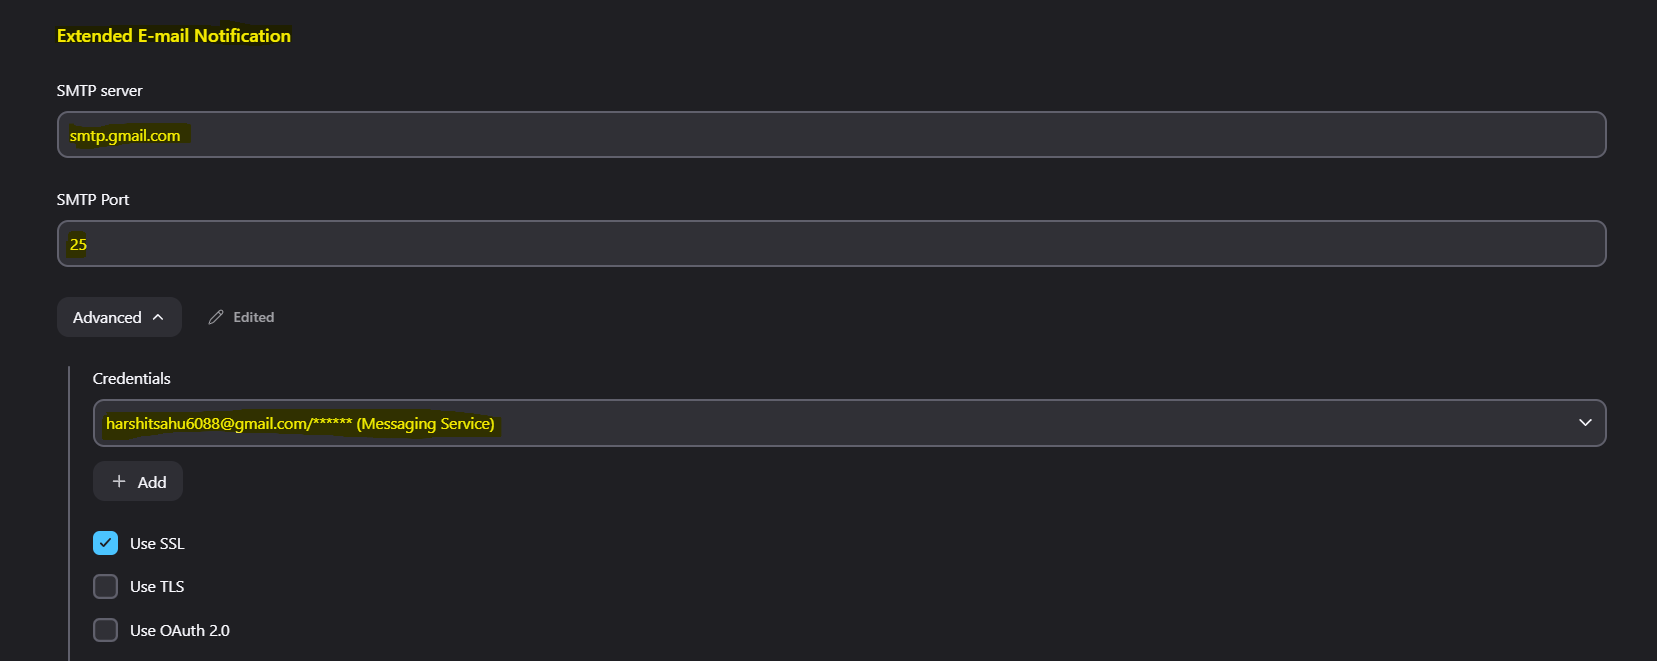 Extended E-mail Notification
SMTP server
smtp.gmail.com
SMTP Port
25
Advanced
Edited
Credentials
harshitsahu6088@gmail.com/****** (Messaging Service)
+ Add
Use SSL
Use TLS
Use OAuth 2.0